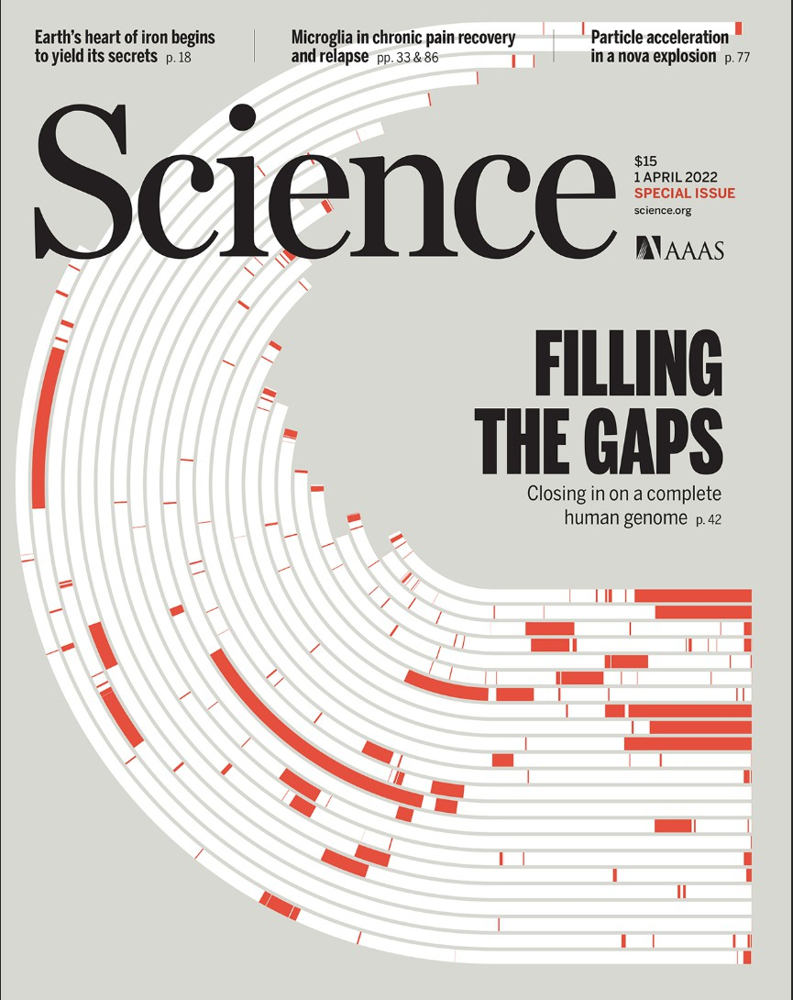 Earth's heart of iron begins
to yield its secrets p. 18
Microglia in chronic pain recovery
and relapse pp. 33 & 86
Particle acceleration
in a nova explosion p. 77
Science
$15
1 APRIL 2022
SPECIAL ISSUE
science.org
AAAS
FILLING
THE GAPS
Closing in on a complete
human genome p. 42